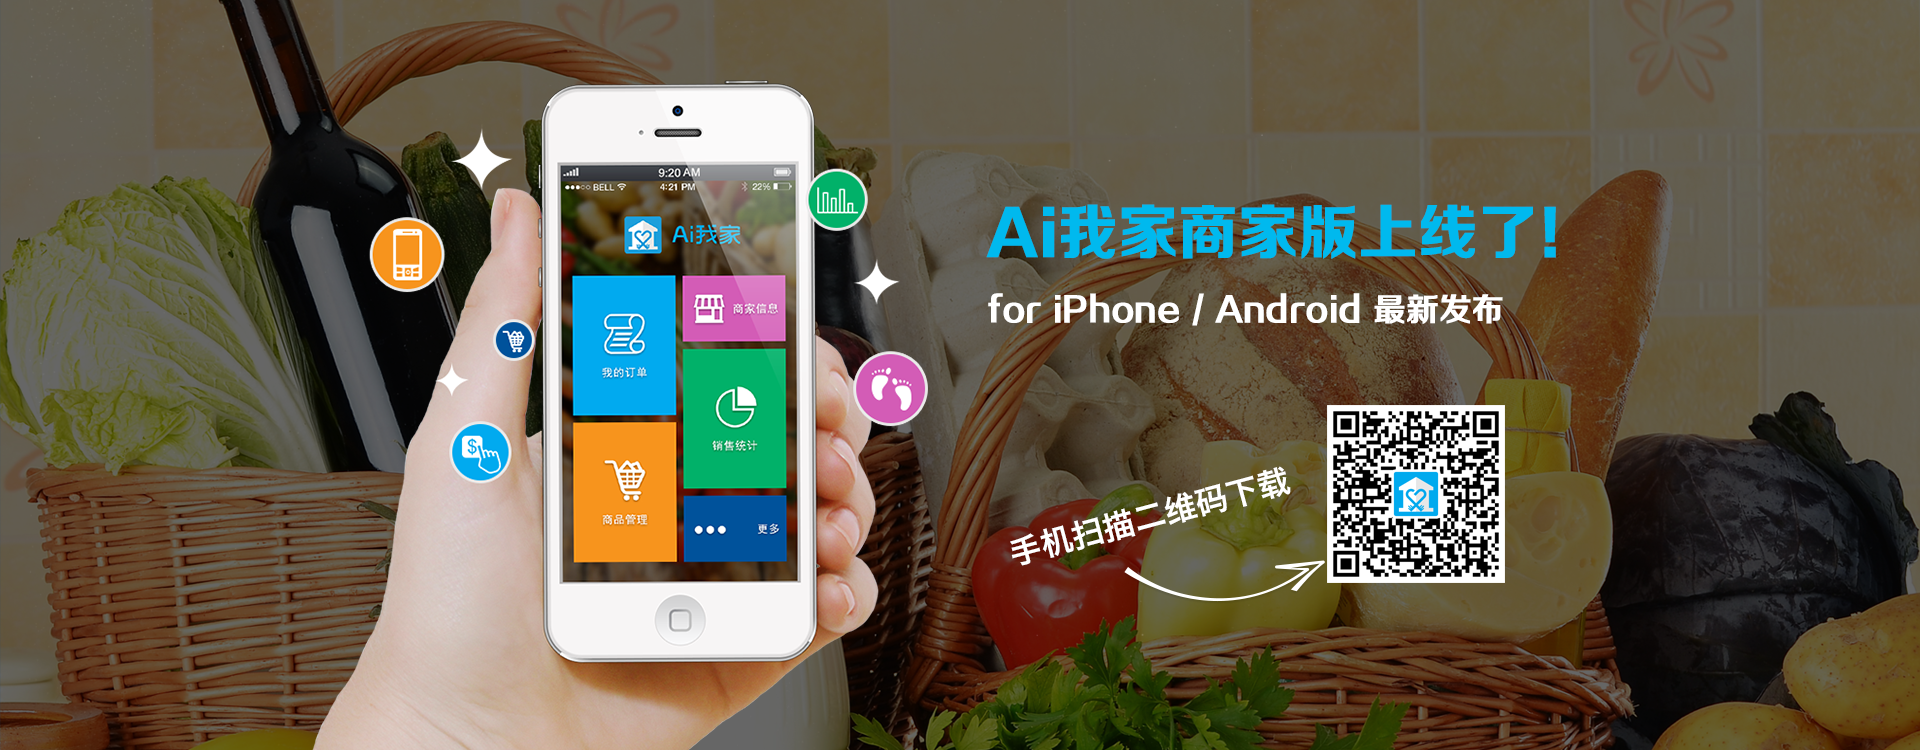 9:20 AM
BELL 4:21 PM 22%
Ai我家
我的订单
商家信息
销售统计
商品管理
更多
$
Ai我家商家版上线了!
for iPhone / Android 最新发布
手机扫描二维码下载